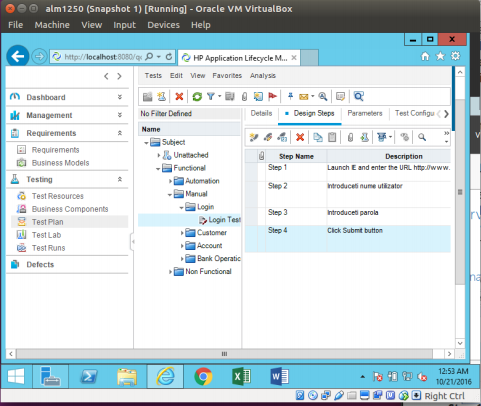 alm1250 (Snapshot 1) [Running] - Oracle VM VirtualBox
File Machine View Input Devices Help
http://localhost:8080/qc
HP Application Lifecycle M...
Tests Edit View Favorites Analysis
Dashboard
Management
Requirements
Requirements
Business Models
Testing
Test Resources
Business Components
Test Plan
Test Lab
Test Runs
Defects
No Filter Defined
Name
Subject
Unattached
Functional
Automation
Manual
Login
Login Test
Customer
Account
Bank Operatic
Non Functional
Details Design Steps Parameters Test Configu
Step Name Description
Step 1 Launch IE and enter the URL http://www.
Step 2 Introduceti nume utilizator
Step 3 Introduceti parola
Step 4 Click Submit button
12:53 AM
10/21/2016
Right Ctrl